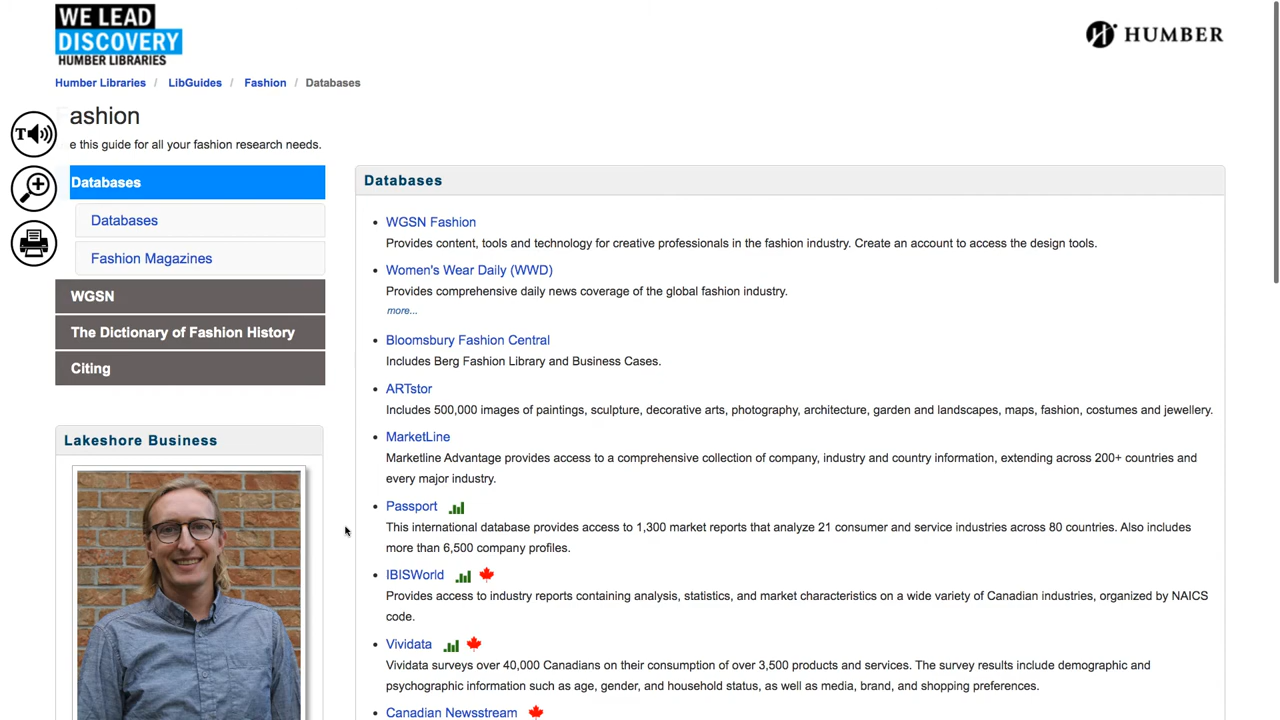 WE LEAD
DISCOVERY
HUMBER LIBRARIES
HUMBER
Humber Libraries / LibGuides / Fashion / Databases
Fashion
e this guide for all your fashion research needs.
T
Databases
Databases
Fashion Magazines
WGSN
The Dictionary of Fashion History
Citing
Lakeshore Business
Databases
WGSN Fashion
Provides content, tools and technology for creative professionals in the fashion industry. Create an account to access the design tools.
Women's Wear Daily (WWD)
Provides comprehensive daily news coverage of the global fashion industry.
more...
Bloomsbury Fashion Central
Includes Berg Fashion Library and Business Cases.
ARTstor
Includes 500,000 images of paintings, sculpture, decorative arts, photography, architecture, garden and landscapes, maps, fashion, costumes and jewellery.
MarketLine
Marketline Advantage provides access to a comprehensive collection of company, industry and country information, extending across 200+ countries and
every major industry.
Passport
This international database provides access to 1,300 market reports that analyze 21 consumer and service industries across 80 countries. Also includes
more than 6,500 company profiles.
IBISWorld
Provides access to industry reports containing analysis, statistics, and market characteristics on a wide variety of Canadian industries, organized by NAICS
code.
Vividata
Vividata surveys over 40,000 Canadians on their consumption of over 3,500 products and services. The survey results include demographic and
psychographic information such as age, gender, and household status, as well as media, brand, and shopping preferences.
Canadian Newsstream